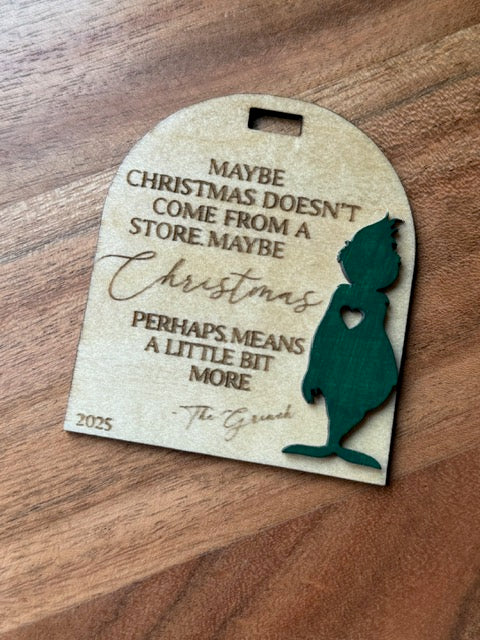 MAYBE
CHRISTMAS DOESN'T
COME FROM A
STORE. MAYBE
Christmas
PERHAPS, MEANS
A LITTLE BIT
MORE
- The Grinch
2025